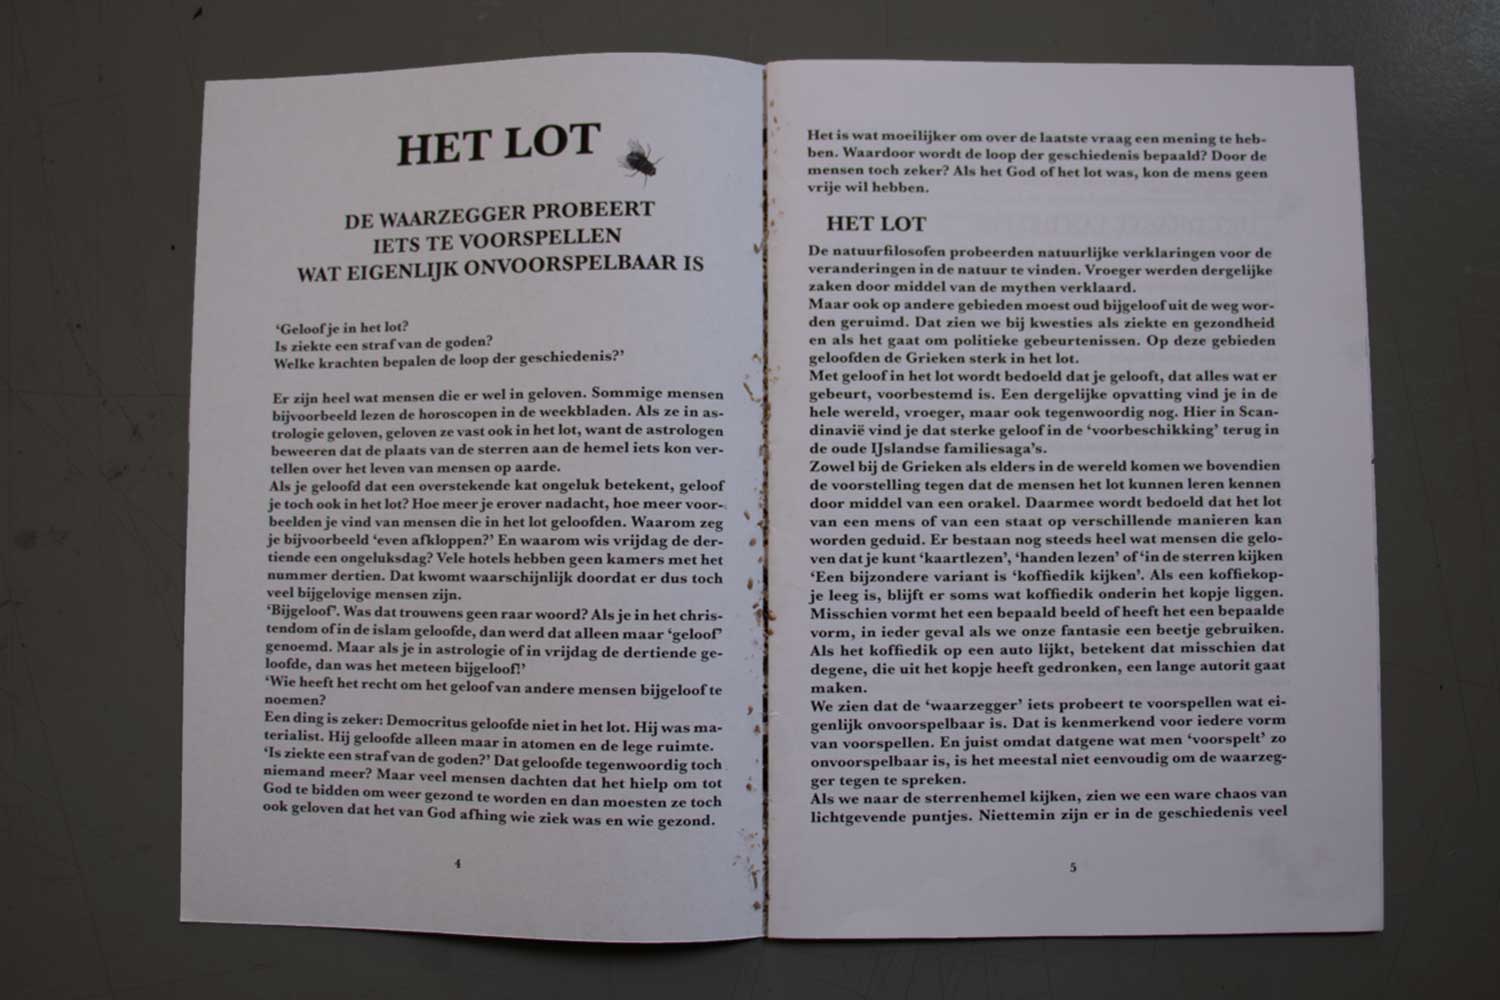 HET LOT
DE WAARZEGGER PROBEERT
IETS TE VOORSPELLEN
WAT EIGENLIJK ONVOORSPELBAAR IS
‘Geloof je in het lot?
Is ziekte een straf van de goden?
Welke krachten bepalen de loop der geschiedenis?’
Er zijn heel wat mensen die er wel in geloven. Sommige mensen
bijvoorbeeld lezen de horoscopen in de weekbladen. Als ze in as-
trologie geloven, geloven ze vast ook in het lot, want de astrologen
beweren dat de plaats van de sterren aan de hemel iets kon ver-
tellen over het leven van mensen op aarde.
Als je geloofd dat een overstekende kat ongeluk betekent, geloof
je toch ook in het lot? Hoe meer je erover nadacht, hoe meer voor-
beelden je vind van mensen die in het lot geloofden. Waarom zeg
je bijvoorbeeld ‘even afkloppen?’ En waarom wis vrijdag de der-
tiende een ongeluksdag? Vele hotels hebben geen kamers met het
nummer dertien. Dat kwomt waarschijnlijk doordat er dus toch
veel bijgelovige mensen zijn.
‘Bijgeloof’. Was dat trouwens geen raar woord? Als je in het chris-
tendom of in de islam geloofde, dan werd dat alleen maar ‘geloof’
genoemd. Maar als je in astrologie of in vrijdag de dertiende ge-
loofde, dan was het meteen bijgeloof!’
‘Wie heeft het recht om het geloof van andere mensen bijgeloof te
noemen?
Een ding is zeker: Democritus geloofde niet in het lot. Hij was ma-
terialist. Hij geloofde alleen maar in atomen en de lege ruimte.
‘Is ziekte een straf van de goden?’ Dat geloofde tegenwoordig toch
niemand meer? Maar veel mensen dachten dat het hielp om tot
God te bidden om weer gezond te worden en dan moesten ze toch
ook geloven dat het van God afhing wie ziek was en wie gezond.
4
Het is wat moeilijker om over de laatste vraag een mening te heb-
ben. Waardoor wordt de loop der geschiedenis bepaald? Door de
mensen toch zeker? Als het God of het lot was, kon de mens geen
vrije wil hebben.
HET LOT
De natuurfilosofen probeerden natuurlijke verklaringen voor de
veranderingen in de natuur te vinden. Vroeger werden dergelijke
zaken door middel van de mythen verklaard.
Maar ook op andere gebieden moest oud bijgeloof uit de weg wor-
den geruimd. Dat zien we bij kwesties als ziekte en gezondheid
en als het gaat om politieke gebeurtenissen. Op deze gebieden
geloofden de Grieken sterk in het lot.
Met geloof in het lot wordt bedoeld dat je gelooft, dat alles wat er
gebeurt, voorbestemd is. Een dergelijke opvatting vind je in de
hele wereld, vroeger, maar ook tegenwoordig nog. Hier in Scan-
dinavië vind je dat sterke geloof in de ‘voorbeschikking’ terug in
de oude IJslandse familiesaga’s.
Zowel bij de Grieken als elders in de wereld komen we bovendien
de voorstelling tegen dat de mensen het lot kunnen leren kennen
door middel van een orakel. Daarmee wordt bedoeld dat het lot
van een mens of van een staat op verschillende manieren kan
worden geduid. Er bestaan nog steeds heel wat mensen die gelo-
ven dat je kunt ‘kaartlezen’, ‘handen lezen’ of ‘in de sterren kijken
‘Een bijzondere variant is ‘koffiedik kijken’. Als een koffiekop-
je leeg is, blijft er soms wat koffiedik onderin het kopje liggen.
Misschien vormt het een bepaald beeld of heeft het een bepaalde
vorm, in ieder geval als we onze fantasie een beetje gebruiken.
Als het koffiedik op een auto lijkt, betekent dat misschien dat
degene, die uit het kopje heeft gedronken, een lange autorit gaat
maken.
We zien dat de ‘waarzegger’ iets probeert te voorspellen wat ei-
genlijk onvoorspelbaar is. Dat is kenmerkend voor iedere vorm
van voorspellen. En juist omdat datgene wat men ‘voorspelt’ zo
onvoorspelbaar is, is het meestal niet eenvoudig om de waarzeg-
ger tegen te spreken.
Als we naar de sterrenhemel kijken, zien we een ware chaos van
lichtgevende puntjes. Niettemin zijn er in de geschiedenis veel
5